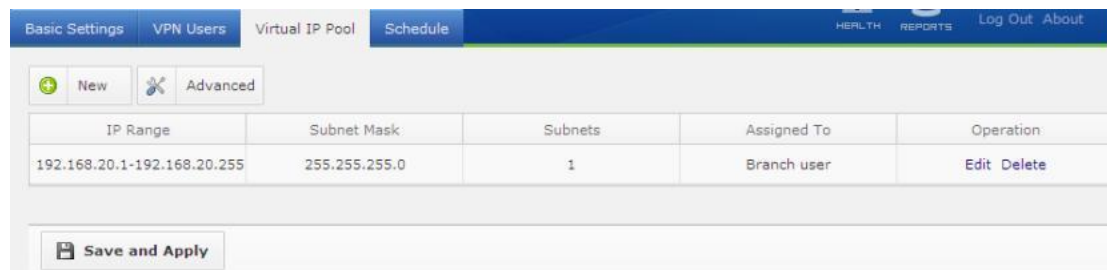 Basic Settings VPN Users Virtual IP Pool Schedule HEALTH REPORTS Log Out About
New Advanced
IP Range Subnet Mask Subnets Assigned To Operation
192.168.20.1-192.168.20.255 255.255.255.0 1 Branch user Edit Delete
Save and Apply